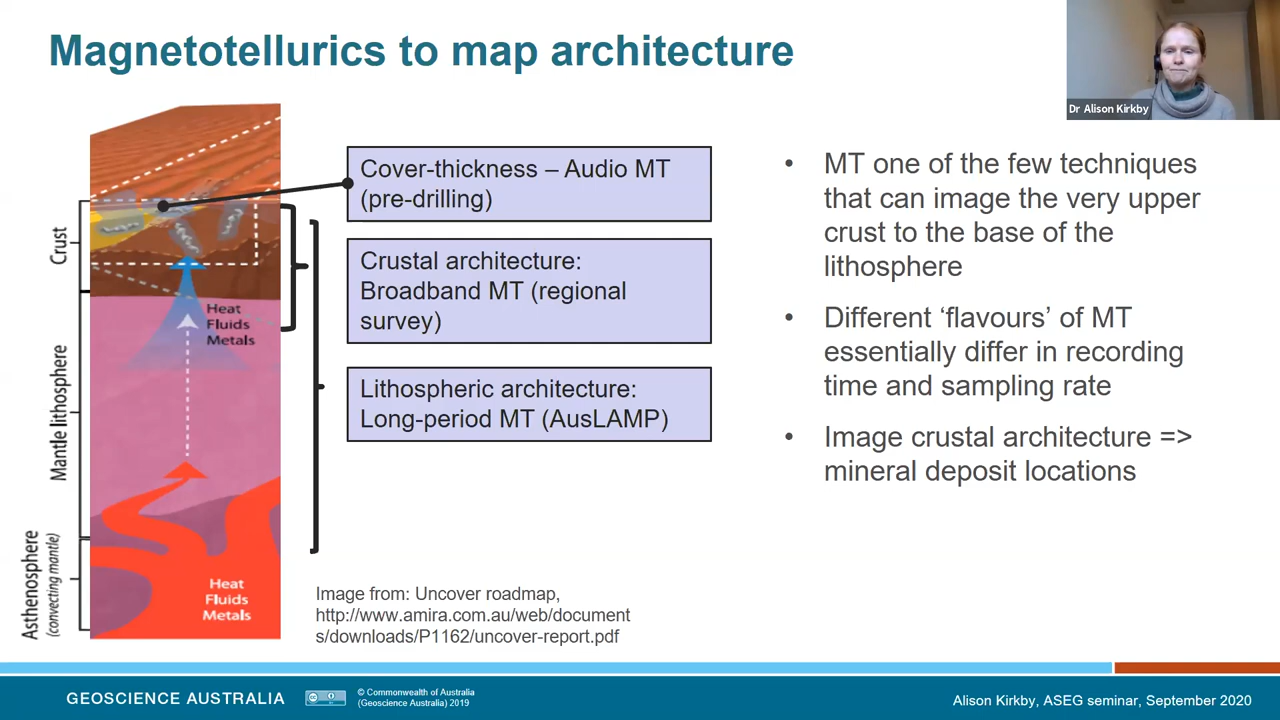 Magnetotellurics to map architecture
Dr Alison Kirkby
Crust
Mantle lithosphere
Asthenosphere
(convecting mantle)
Heat
Fluids
Metals
Heat
Fluids
Metals
Cover-thickness – Audio MT
(pre-drilling)
Crustal architecture:
Broadband MT (regional
survey)
Lithospheric architecture:
Long-period MT (AusLAMP)
Image from: Uncover roadmap,
http://www.amira.com.au/web/document
s/downloads/P1162/uncover-report.pdf
• MT one of the few techniques
that can image the very upper
crust to the base of the
lithosphere
• Different ‘flavours’ of MT
essentially differ in recording
time and sampling rate
• Image crustal architecture =>
mineral deposit locations
GEOSCIENCE AUSTRALIA
© Commonwealth of Australia
(Geoscience Australia) 2019
Alison Kirkby, ASEG seminar, September 2020